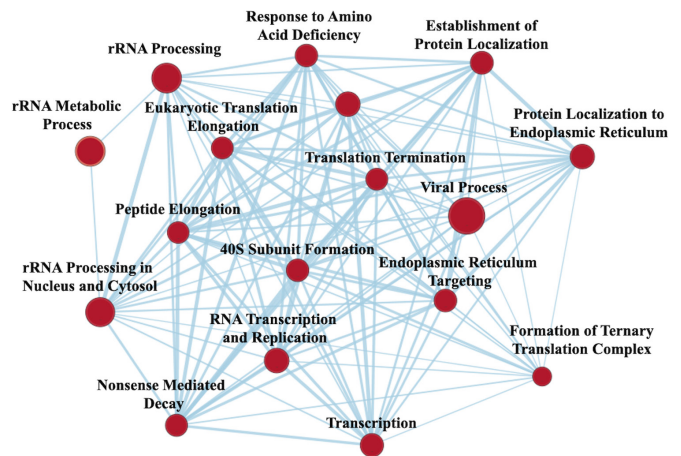 Response to Amino
Acid Deficiency
Establishment of
Protein Localization
rRNA Processing
rRNA Metabolic
Process
Eukaryotic Translation
Elongation
Protein Localization to
Endoplasmic Reticulum
Translation Termination
Viral Process
Peptide Elongation
40S Subunit Formation
rRNA Processing in
Nucleus and Cytosol
Endoplasmic Reticulum
Targeting
RNA Transcription
and Replication
Formation of Ternary
Translation Complex
Nonsense Mediated
Decay
Transcription